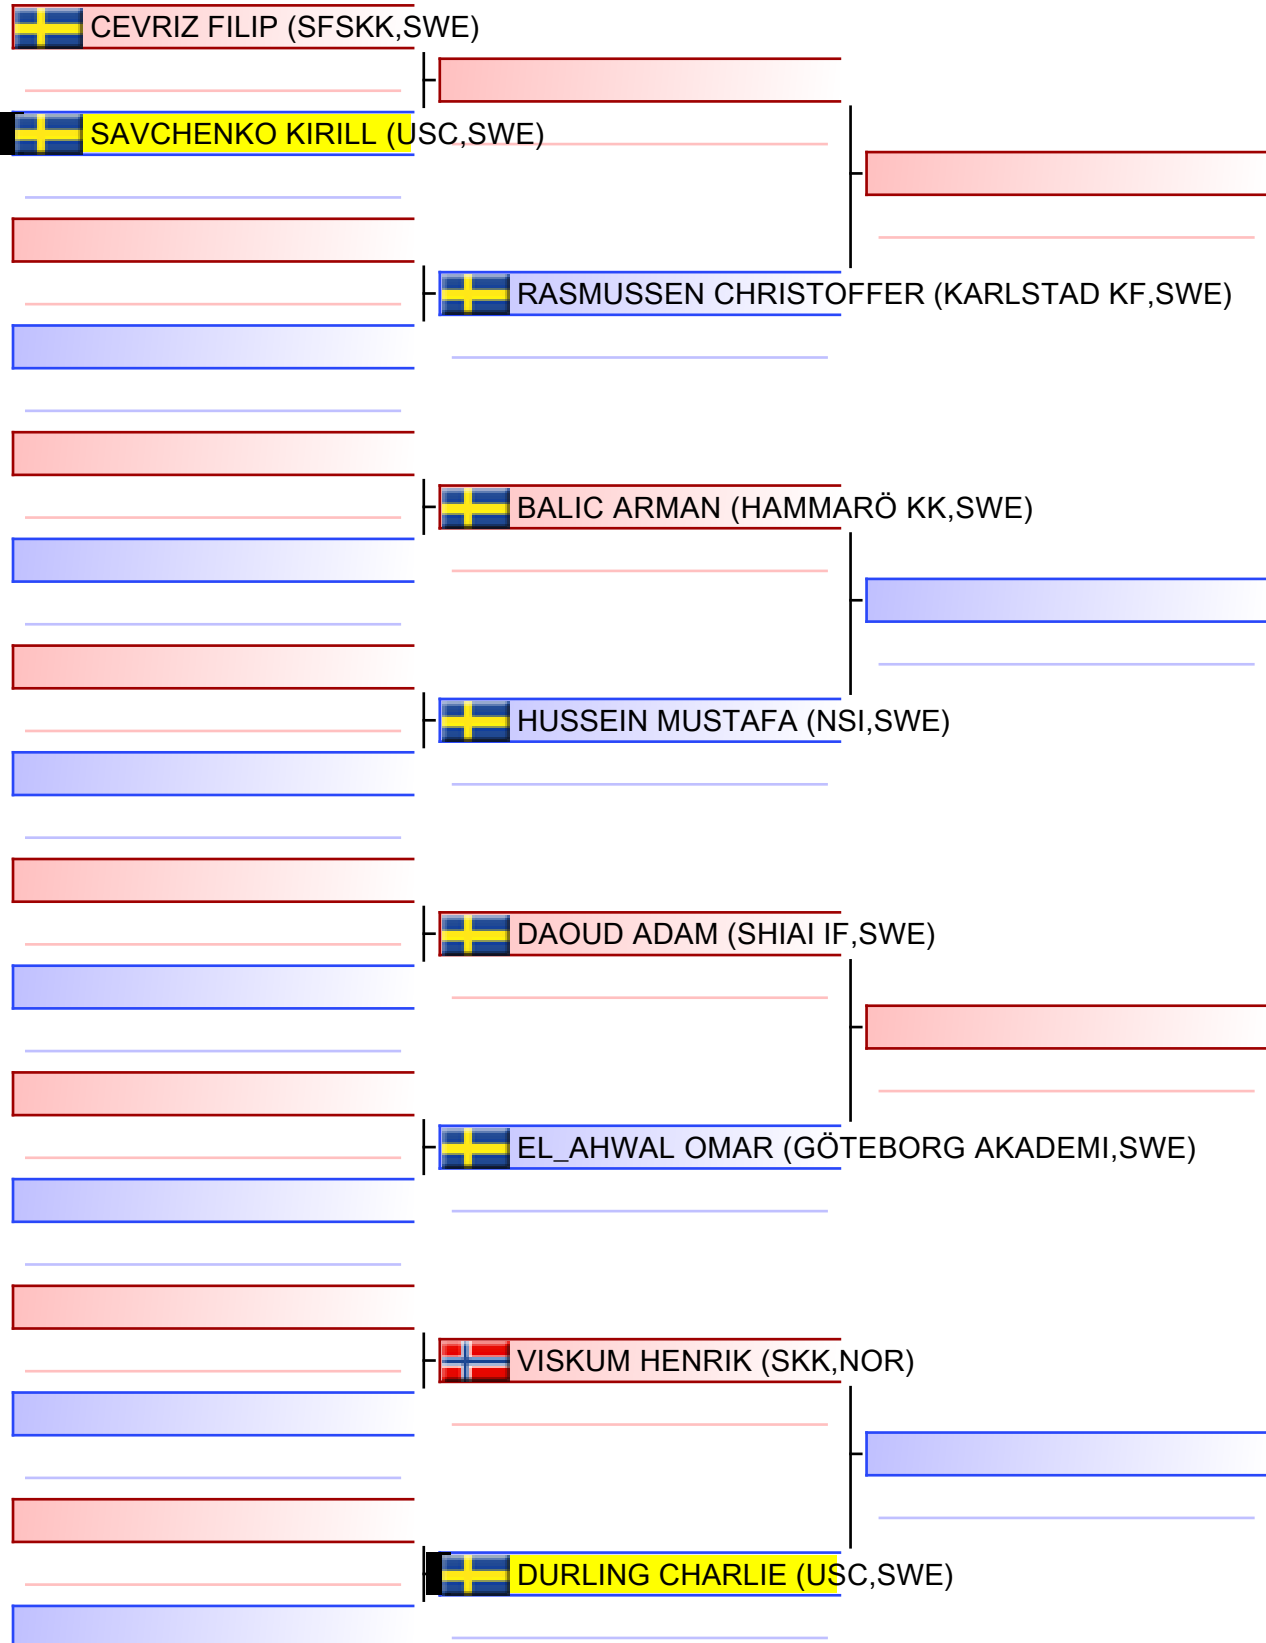 CEVRIZ FILIP (SFSKK,SWE)
SAVCHENKO KIRILL (USC,SWE)
RASMUSSEN CHRISTOFFER (KARLSTAD KF,SWE)
BALIC ARMAN (HAMMARÖ KK,SWE)
HUSSEIN MUSTAFA (NSI,SWE)
DAOUD ADAM (SHIAI IF,SWE)
EL_AHWAL OMAR (GÖTEBORG AKADEMI,SWE)
VISKUM HENRIK (SKK,NOR)
DURLING CHARLIE (USC,SWE)